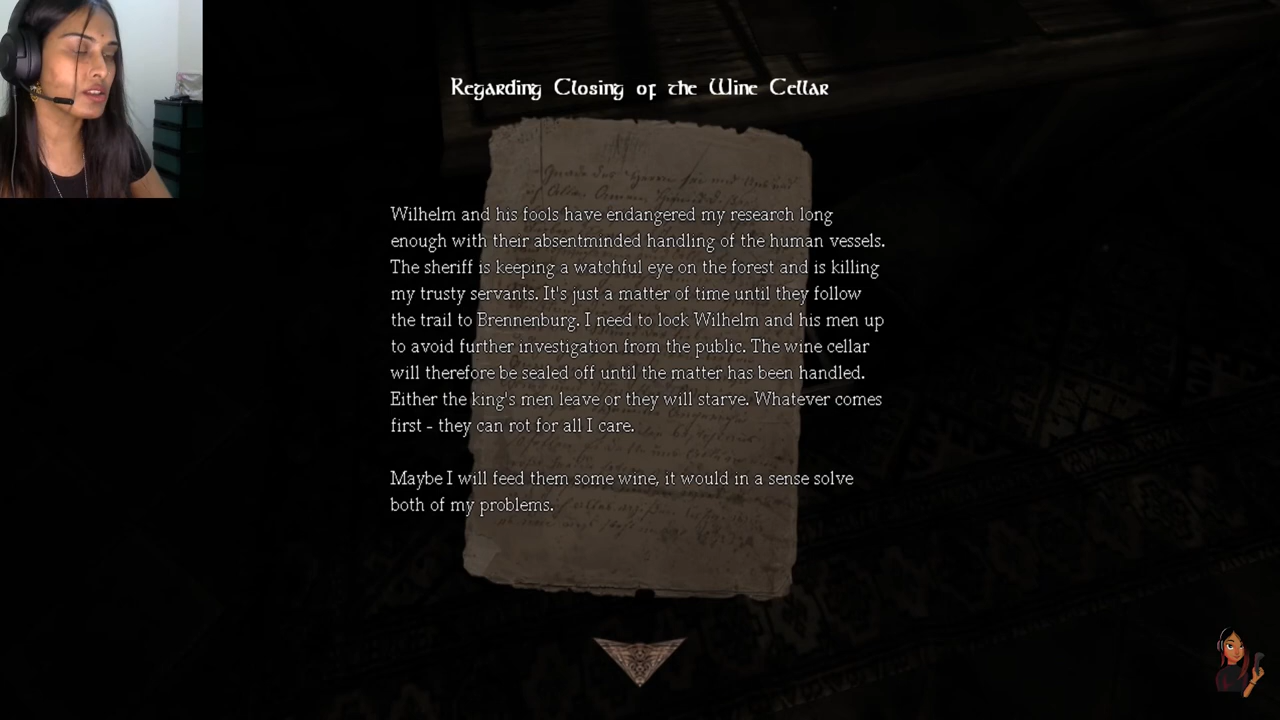 Regarding Closing of the Wine Cellar
Wilhelm and his fools have endangered my research long
enough with their absentminded handling of the human vessels.
The sheriff is keeping a watchful eye on the forest and is killing
my trusty servants. It's just a matter of time until they follow
the trail to Brennenburg. I need to lock Wilhelm and his men up
to avoid further investigation from the public. The wine cellar
will therefore be sealed off until the matter has been handled.
Either the king's men leave or they will starve. Whatever comes
first - they can rot for all I care.
Maybe I will feed them some wine, it would in a sense solve
both of my problems.